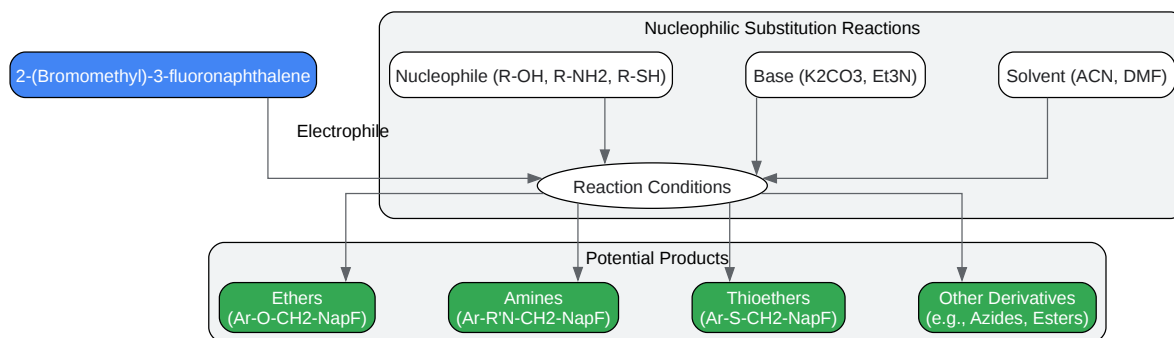 Nucleophilic Substitution Reactions
2-(Bromomethyl)-3-fluoronaphthalene
Nucleophile (R-OH, R-NH2, R-SH)
Base (K2CO3, Et3N)
Solvent (ACN, DMF)
Electrophile
Reaction Conditions
Potential Products
Ethers
(Ar-O-CH2-NapF)
Amines
(Ar-R'N-CH2-NapF)
Thioethers
(Ar-S-CH2-NapF)
Other Derivatives
(e.g., Azides, Esters)